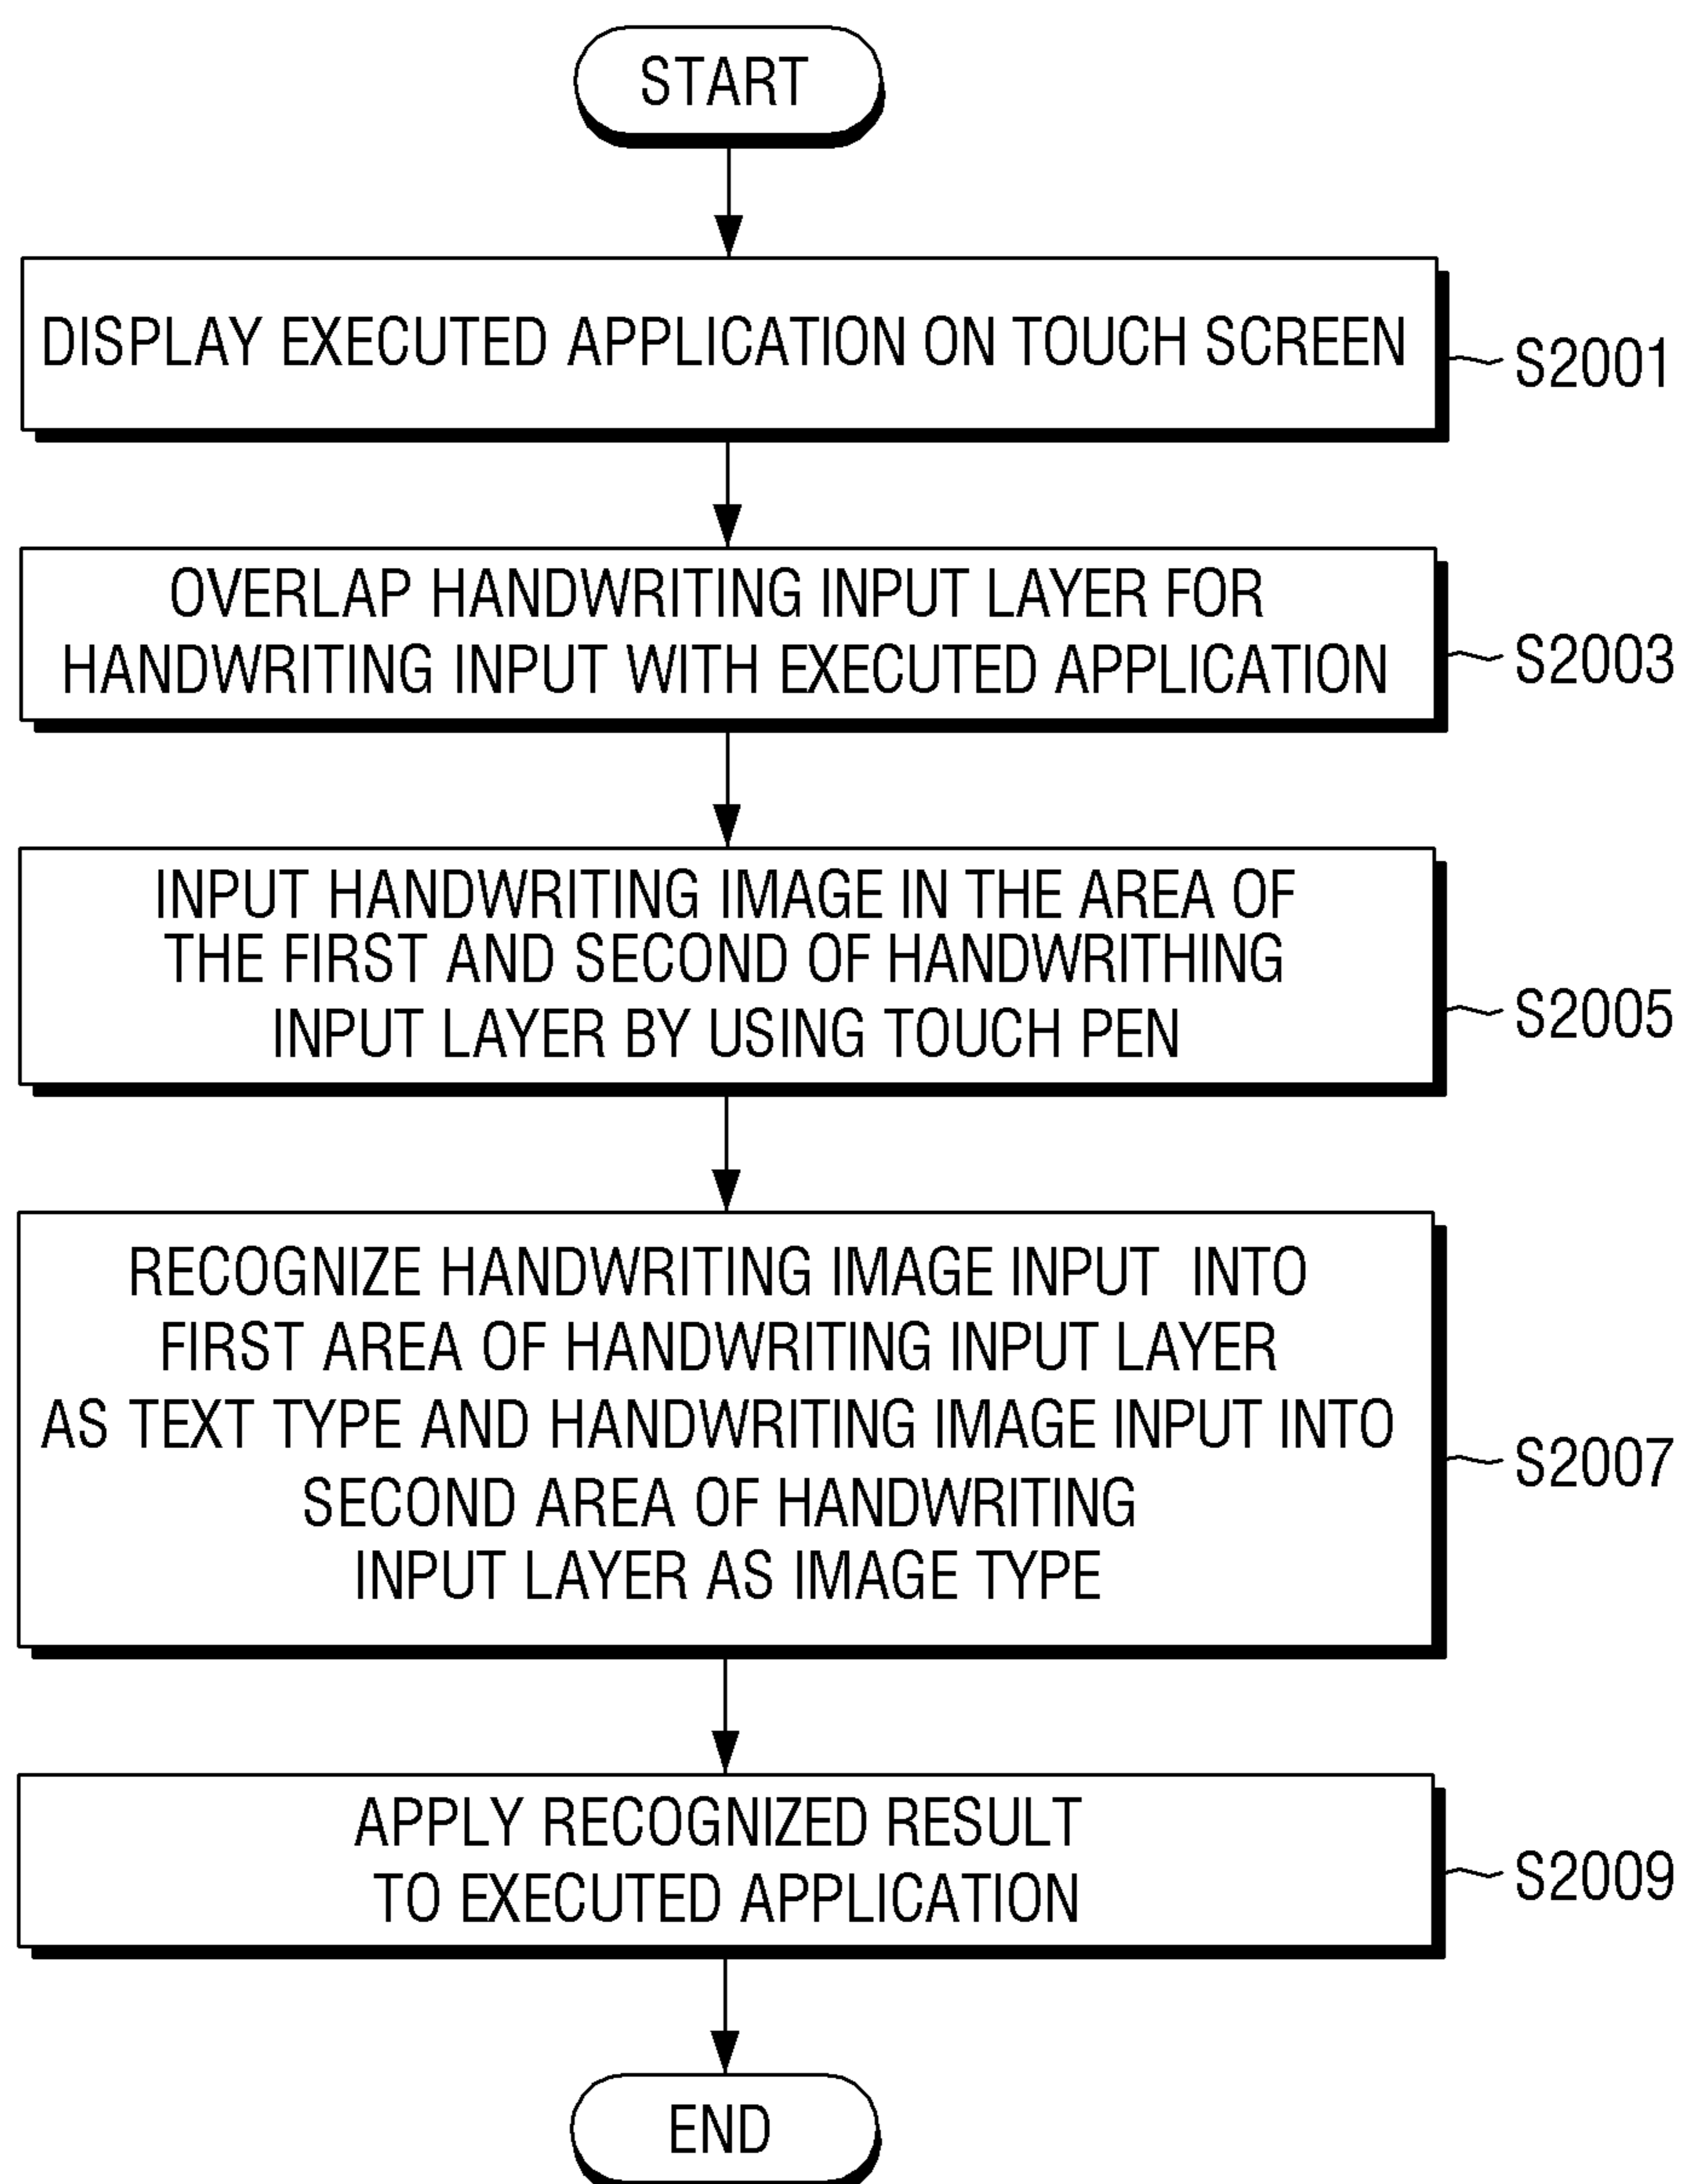 START
DISPLAY EXECUTED APPLICATION ON TOUCH SCREEN
S2001
OVERLAP HANDWRITING INPUT LAYER FOR
HANDWRITING INPUT WITH EXECUTED APPLICATION
S2003
INPUT HANDWRITING IMAGE IN THE AREA OF
THE FIRST AND SECOND OF HANDWRITHING
INPUT LAYER BY USING TOUCH PEN
S2005
RECOGNIZE HANDWRITING IMAGE INPUT INTO
FIRST AREA OF HANDWRITING INPUT LAYER
AS TEXT TYPE AND HANDWRITING IMAGE INPUT INTO
SECOND AREA OF HANDWRITING
INPUT LAYER AS IMAGE TYPE
S2007
APPLY RECOGNIZED RESULT
TO EXECUTED APPLICATION
S2009
END